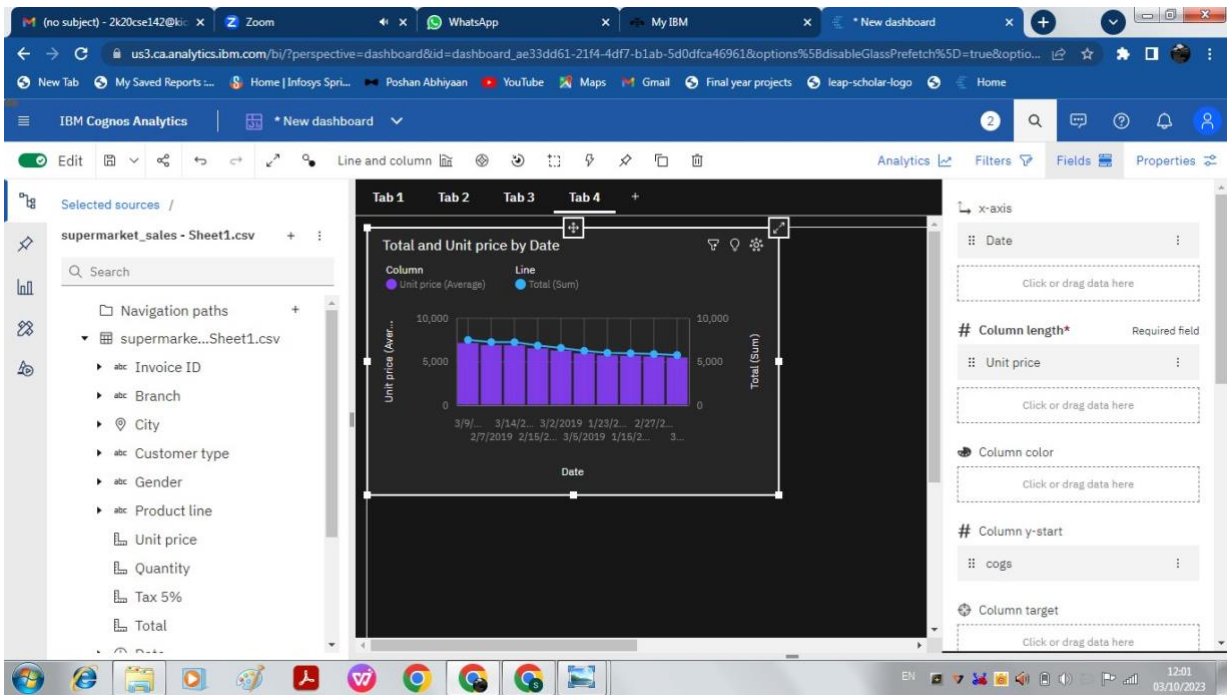 (no subject) - 2k20cse142@kic
Zoom
WhatsApp
My IBM
* New dashboard
us3.ca.analytics.ibm.com/bi/?perspective=dashboard&id=dashboard_ae33dd61-21f4-4df7-b1ab-5d0dfca46961&options%5BdisableGlassPrefetch%5D=true&optio...
New Tab
My Saved Reports :...
Home | Infosys Spri...
Poshan Abhiyaan
YouTube
Maps
Gmail
Final year projects
leap-scholar-logo
Home
IBM Cognos Analytics
* New dashboard
2
Edit
Line and column
Analytics
Filters
Fields
Properties
Selected sources /
supermarket_sales - Sheet1.csv
Search
Navigation paths
supermarke...Sheet1.csv
abc Invoice ID
abc Branch
City
abc Customer type
abc Gender
abc Product line
Unit price
Quantity
Tax 5%
Total
Date
Tab 1
Tab 2
Tab 3
Tab 4
+
Total and Unit price by Date
Column
Line
Unit price (Average)
Total (Sum)
Unit price (Aver...
10,000
5,000
0
10,000
5,000
0
Total (Sum)
3/9/... 3/14/2... 3/2/2019 1/23/2... 2/27/2...
2/7/2019 2/15/2... 3/5/2019 1/15/2... 3...
Date
x-axis
Date
Click or drag data here
# Column length*
Required field
Unit price
Click or drag data here
Column color
Click or drag data here
# Column y-start
cogs
Column target
Click or drag data here
EN
12:01
03/10/2023